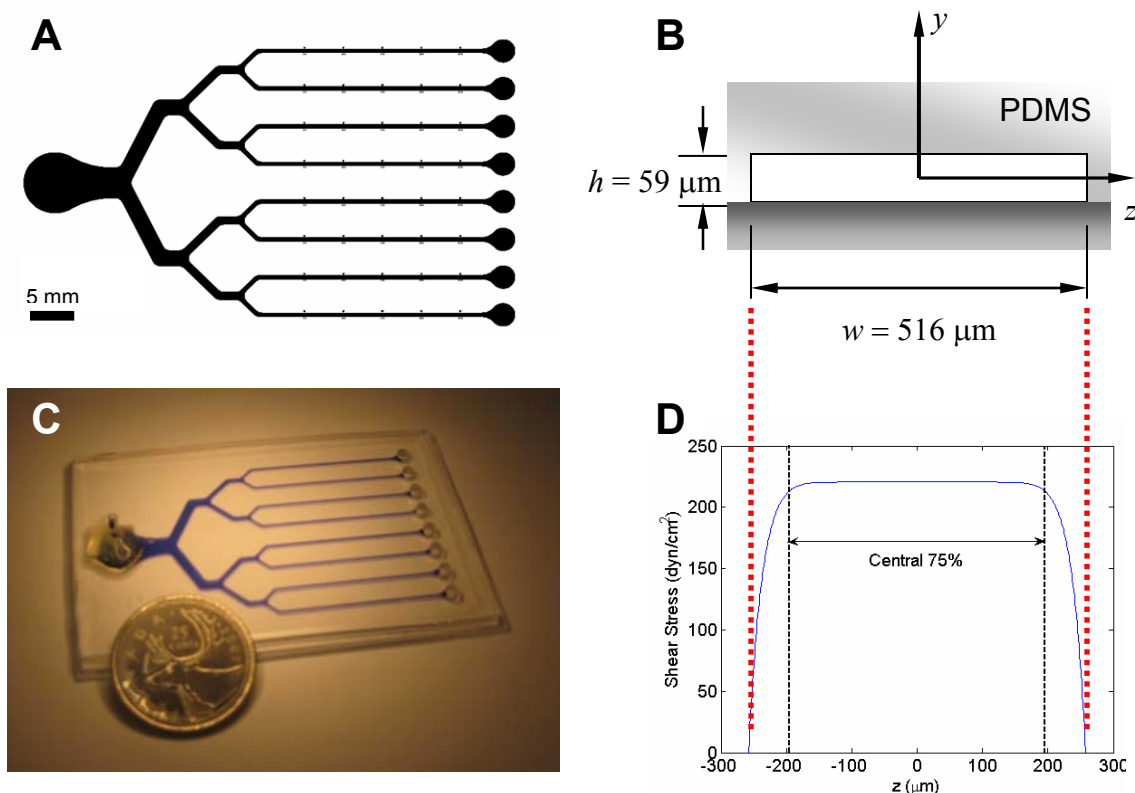 A
5 mm
B
y
PDMS
h = 59 μm
z
w = 516 μm
C
D
250
200
150
100
50
0
Shear Stress (dyn/cm²)
Central 75%
-300 -200 -100 0 100 200 300
z (μm)